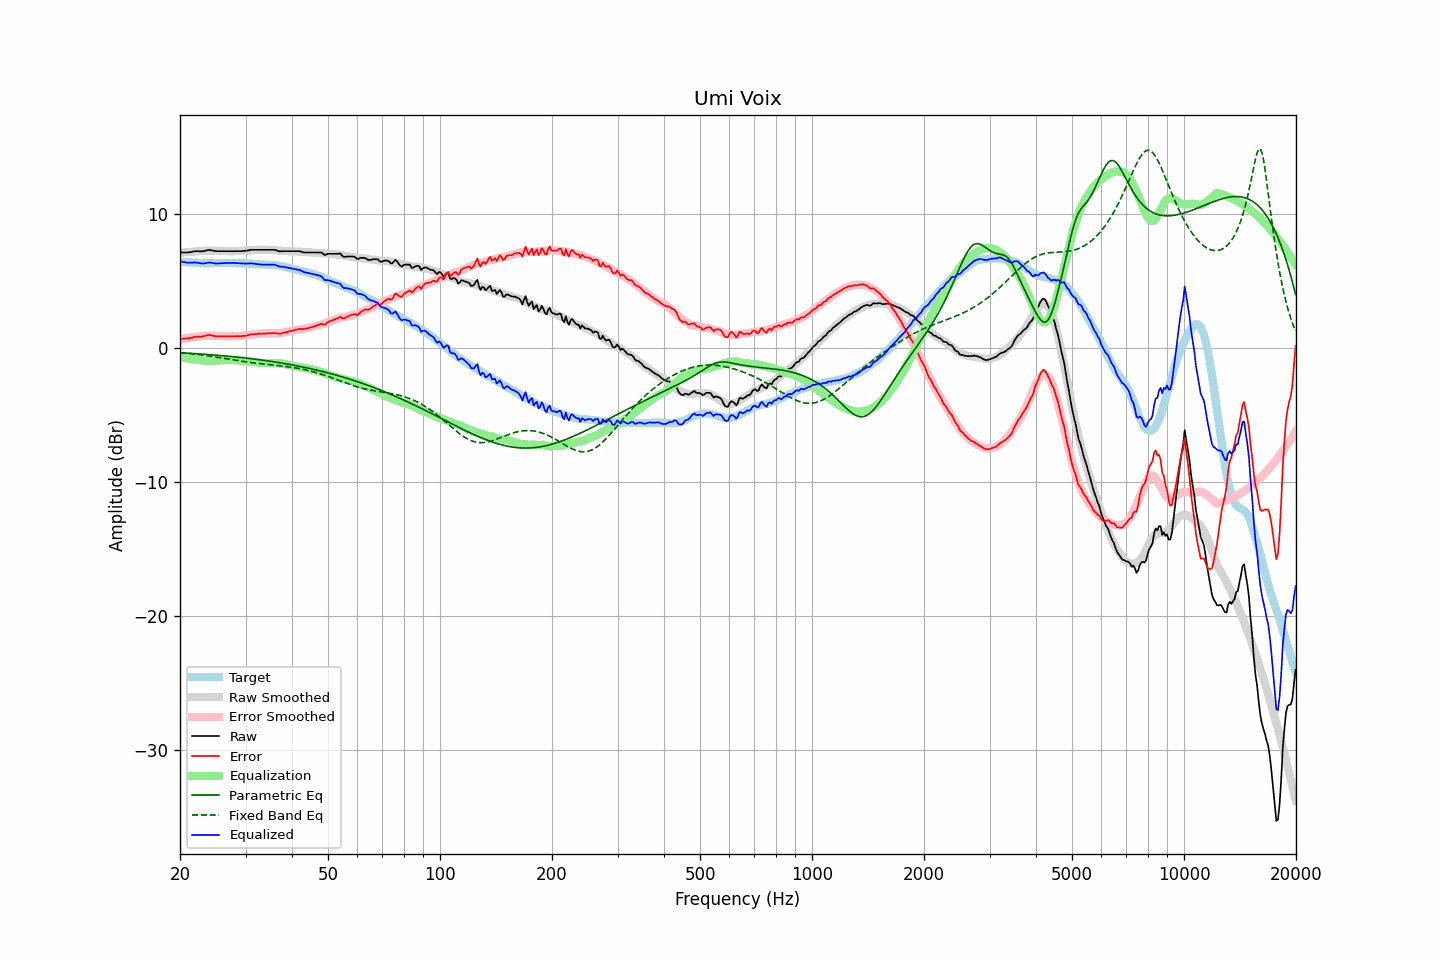 Umi Voix
Amplitude (dBr)
10
0
−10
−20
−30
Target
Raw Smoothed
Error Smoothed
Raw
Error
Equalization
Parametric Eq
Fixed Band Eq
Equalized
20 50 100 200 500 1000 2000 5000 10000 20000
Frequency (Hz)